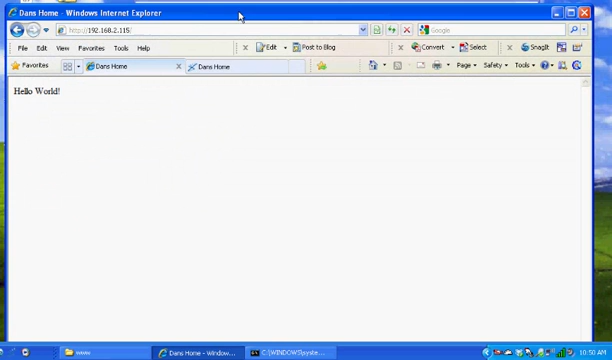 Dans Home - Windows Internet Explorer
http://192.168.2.115/
Google
File Edit View Favorites Tools Help
Edit Post to Blog
Convert Select
SnagIt
Favorites
Dans Home
Dans Home
Page Safety Tools
Hello World!
www
Dans Home - Window...
C:\WINDOWS\syste...
10:50 AM